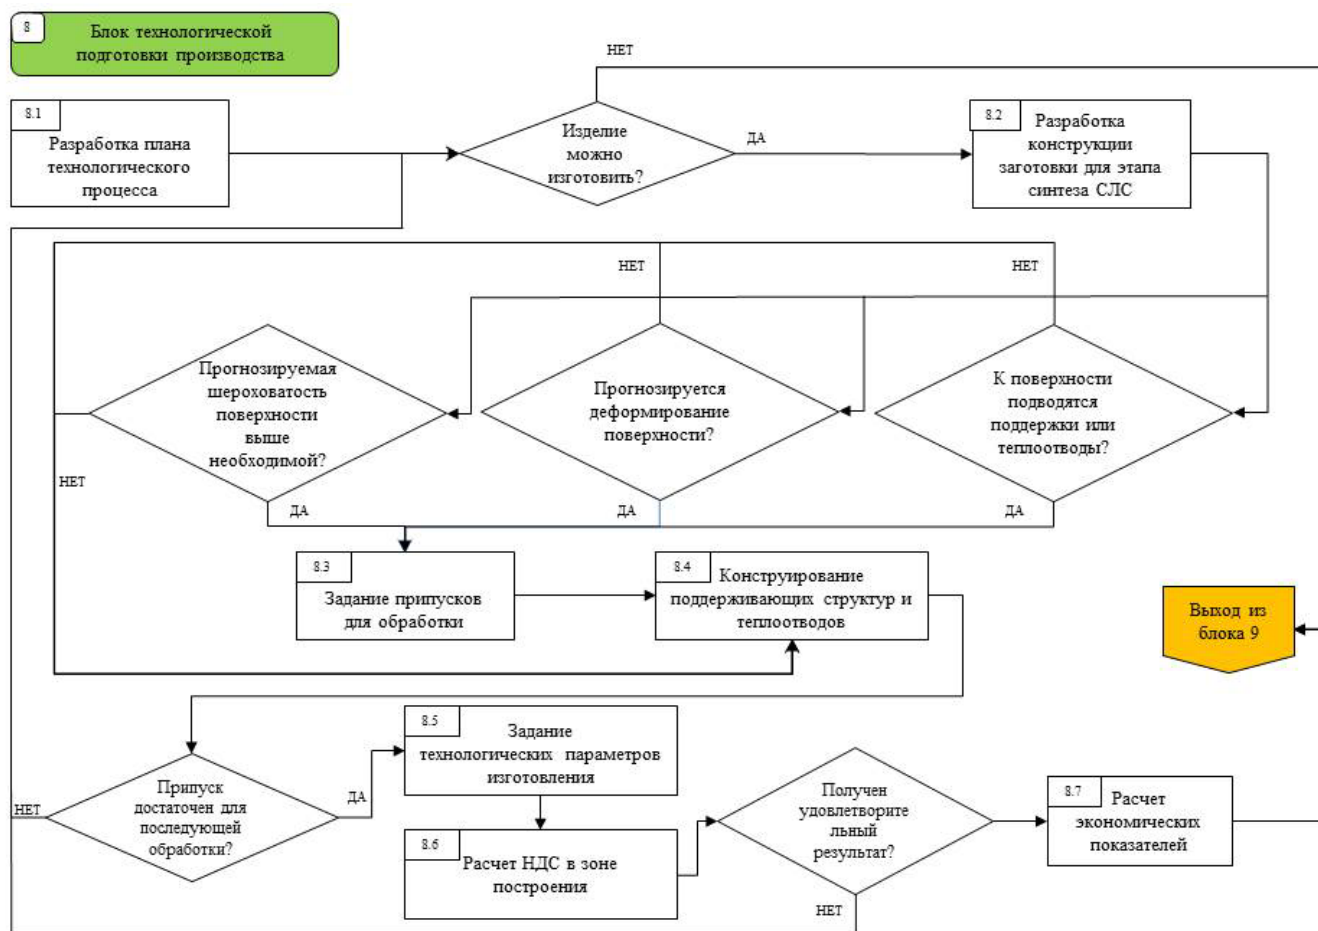 8
Блок технологической
подготовки производства
НЕТ
8.1
Разработка плана
технологического
процесса
Изделие
можно
изготовить?
ДА
8.2
Разработка
конструкции
заготовки для этапа
синтеза СЛС
НЕТ
НЕТ
Прогнозируемая
шероховатость
поверхности
выше
необходимой?
Прогнозируется
деформирование
поверхности?
К поверхности
подводятся
поддержки или
теплоотводы?
НЕТ
ДА
ДА
ДА
8.3
Задание припусков
для обработки
8.4
Конструирование
поддерживающих структур и
теплоотводов
Выход из
блока 9
НЕТ
Припуск
достаточен для
последующей
обработки?
ДА
8.5
Задание
технологических параметров
изготовления
8.6
Расчет НДС в зоне
построения
Получен
удовлетворите
льный
результат?
НЕТ
8.7
Расчет
экономических
показателей